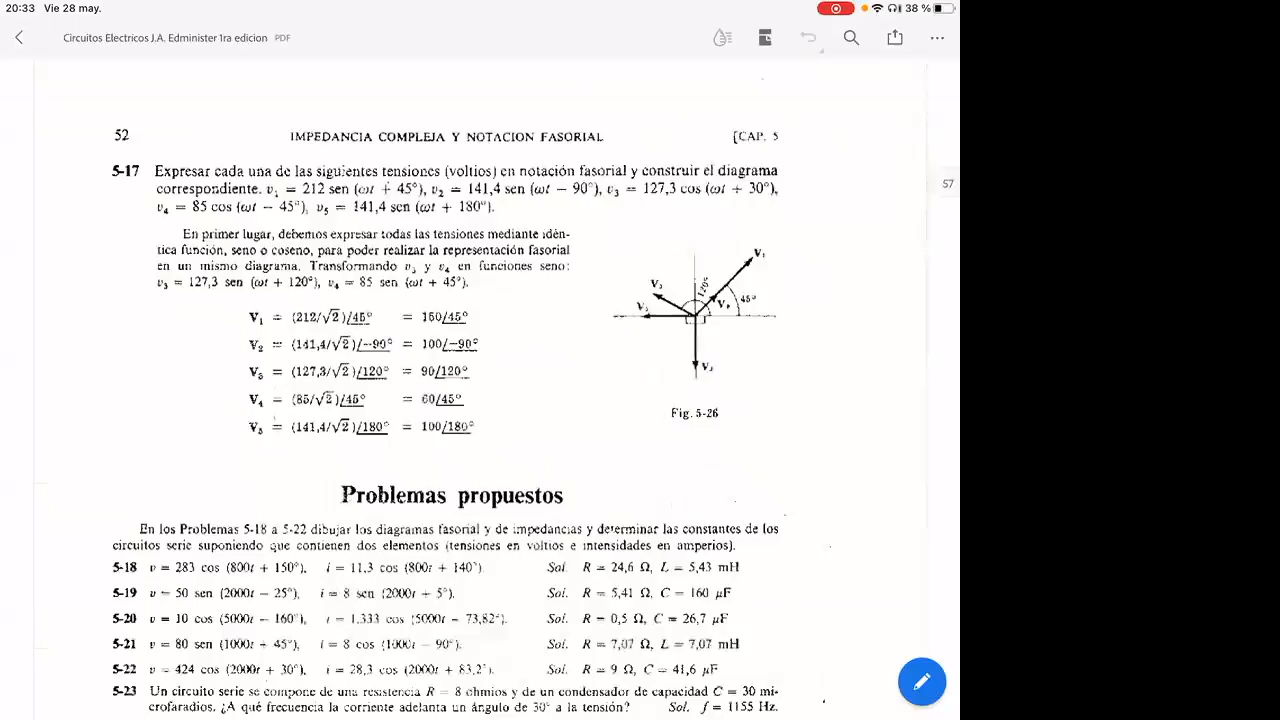 20:33 Vie 28 may.
38 %
Circuitos Electricos J.A. Edminister 1ra edicion PDF
57
52 IMPEDANCIA COMPLEJA Y NOTACION FASORIAL [CAP. 5
5-17 Expresar cada una de las siguientes tensiones (voltios) en notación fasorial y construir el diagrama
correspondiente. v₁ = 212 sen (ωt + 45°), v₂ = 141,4 sen (ωt − 90°), v₃ = 127,3 cos (ωt + 30°),
v₄ = 85 cos (ωt − 45°), v₅ = 141,4 sen (ωt + 180°).
En primer lugar, debemos expresar todas las tensiones mediante idén-
tica función, seno o coseno, para poder realizar la representación fasorial
en un mismo diagrama. Transformando v₃ y v₄ en funciones seno:
v₃ = 127,3 sen (ωt + 120°), v₄ = 85 sen (ωt + 45°).
V₁ = (212/√2)/45° = 150/45°
V₂ = (141,4/√2)/−90° = 100/−90°
V₃ = (127,3/√2)/120° = 90/120°
V₄ = (85/√2)/45° = 60/45°
V₅ = (141,4/√2)/180° = 100/180°
V₁
120°
45°
Fig. 5-26
Problemas propuestos
En los Problemas 5-18 a 5-22 dibujar los diagramas fasorial y de impedancias y determinar las constantes de los
circuitos serie suponiendo que contienen dos elementos (tensiones en voltios e intensidades en amperios).
5-18 v = 283 cos (800t + 150°), i = 11,3 cos (800t + 140°). Sol. R = 24,6 Ω, L = 5,43 mH
5-19 v = 50 sen (2000t − 25°), i = 8 sen (2000t + 5°). Sol. R = 5,41 Ω, C = 160 μF
5-20 v = 10 cos (5000t − 160°), i = 1,333 cos (5000t − 73,82°). Sol. R = 0,5 Ω, C = 26,7 μF
5-21 v = 80 sen (1000t + 45°), i = 8 cos (1000t − 90°). Sol. R = 7,07 Ω, L = 7,07 mH
5-22 v = 424 cos (2000t + 30°), i = 28,3 cos (2000t + 83,2°). Sol. R = 9 Ω, C = 41,6 μF
5-23 Un circuito serie se compone de una resistencia R = 8 ohmios y de un condensador de capacidad C = 30 mi-
crofaradios. ¿A qué frecuencia la corriente adelanta un ángulo de 30° a la tensión? Sol. f = 1155 Hz.